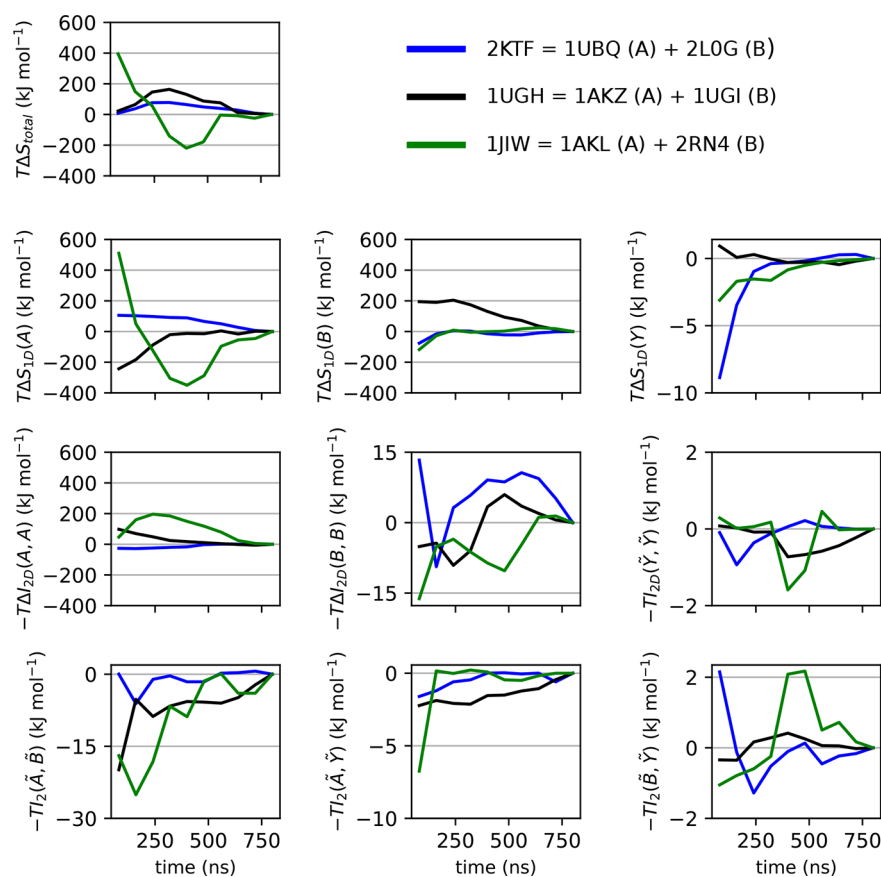 600
400
200
0
−200
−400
TΔS_total (kJ mol⁻¹)
2KTF = 1UBQ (A) + 2L0G (B)
1UGH = 1AKZ (A) + 1UGI (B)
1JIW = 1AKL (A) + 2RN4 (B)
600
400
200
0
−200
−400
TΔS_1D(A) (kJ mol⁻¹)
600
400
200
0
−200
−400
TΔS_1D(B) (kJ mol⁻¹)
0
−5
−10
TΔS_1D(Y) (kJ mol⁻¹)
600
400
200
0
−200
−400
−TΔI_2D(A, A) (kJ mol⁻¹)
15
0
−15
−TΔI_2D(B, B) (kJ mol⁻¹)
2
0
−2
−TI_2D(Ỹ, Ỹ) (kJ mol⁻¹)
0
−15
−30
−TI_2(Ã, B̃) (kJ mol⁻¹)
250 500 750
time (ns)
0
−5
−10
−TI_2(Ã, Ỹ) (kJ mol⁻¹)
250 500 750
time (ns)
2
0
−2
−TI_2(B̃, Ỹ) (kJ mol⁻¹)
250 500 750
time (ns)